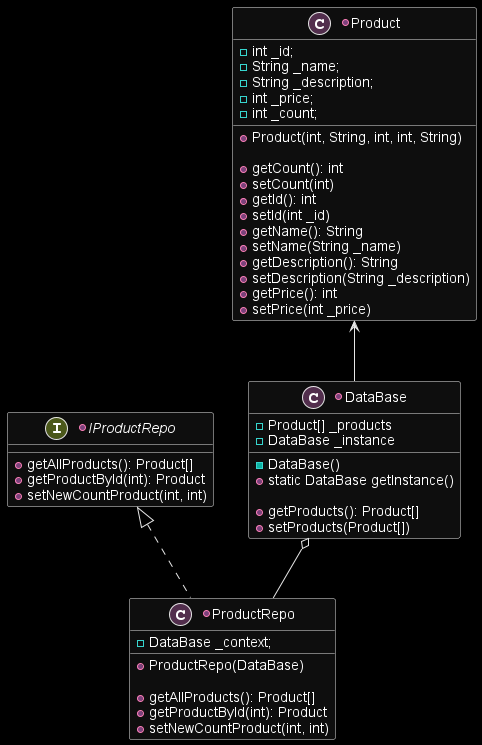 C Product
int _id;
String _name;
String _description;
int _price;
int _count;
Product(int, String, int, int, String)
getCount(): int
setCount(int)
getId(): int
setId(int _id)
getName(): String
setName(String _name)
getDescription(): String
setDescription(String _description)
getPrice(): int
setPrice(int _price)
C DataBase
Product[] _products
DataBase _instance
DataBase()
static DataBase getInstance()
getProducts(): Product[]
setProducts(Product[])
I IProductRepo
getAllProducts(): Product[]
getProductById(int): Product
setNewCountProduct(int, int)
C ProductRepo
DataBase _context;
ProductRepo(DataBase)
getAllProducts(): Product[]
getProductById(int): Product
setNewCountProduct(int, int)